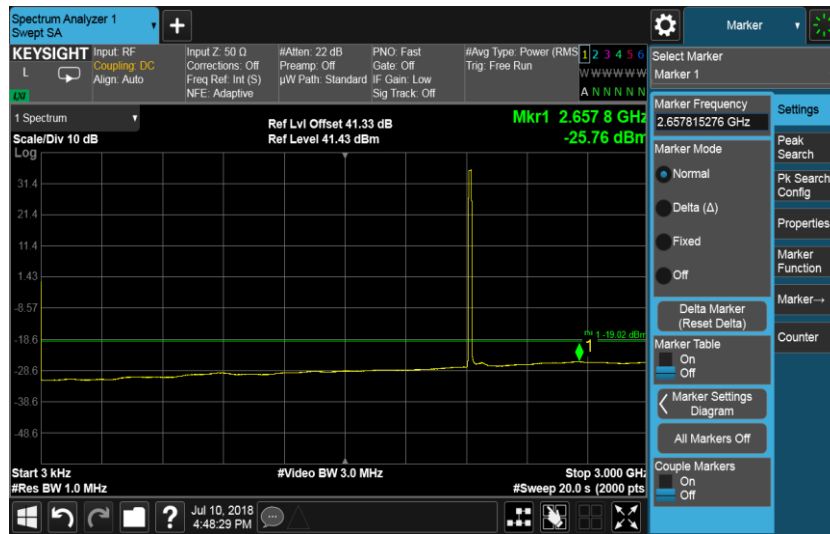 Spectrum Analyzer 1
Swept SA
+
Marker
KEYSIGHT
L
LXI
Input: RF
Coupling: DC
Align: Auto
Input Z: 50 Ω
Corrections: Off
Freq Ref: Int (S)
NFE: Adaptive
#Atten: 22 dB
Preamp: Off
µW Path: Standard
PNO: Fast
Gate: Off
IF Gain: Low
Sig Track: Off
#Avg Type: Power (RMS
Trig: Free Run
1 2 3 4 5 6
W W W W W W
A N N N N N
1 Spectrum
Scale/Div 10 dB
Log
Ref Lvl Offset 41.33 dB
Ref Level 41.43 dBm
Mkr1 2.657 8 GHz
-25.76 dBm
31.4
21.4
11.4
1.43
-8.57
-18.6
-28.6
-38.6
-48.6
DL1 -19.02 dBm
1
Start 3 kHz
#Res BW 1.0 MHz
#Video BW 3.0 MHz
Stop 3.000 GHz
#Sweep 20.0 s (2000 pts
Select Marker
Marker 1
Marker Frequency
2.657815276 GHz
Marker Mode
Normal
Delta (Δ)
Fixed
Off
Delta Marker
(Reset Delta)
Marker Table
On
Off
Marker Settings
Diagram
All Markers Off
Couple Markers
On
Off
Settings
Peak
Search
Pk Search
Config
Properties
Marker
Function
Marker→
Counter
?
Jul 10, 2018
4:48:29 PM